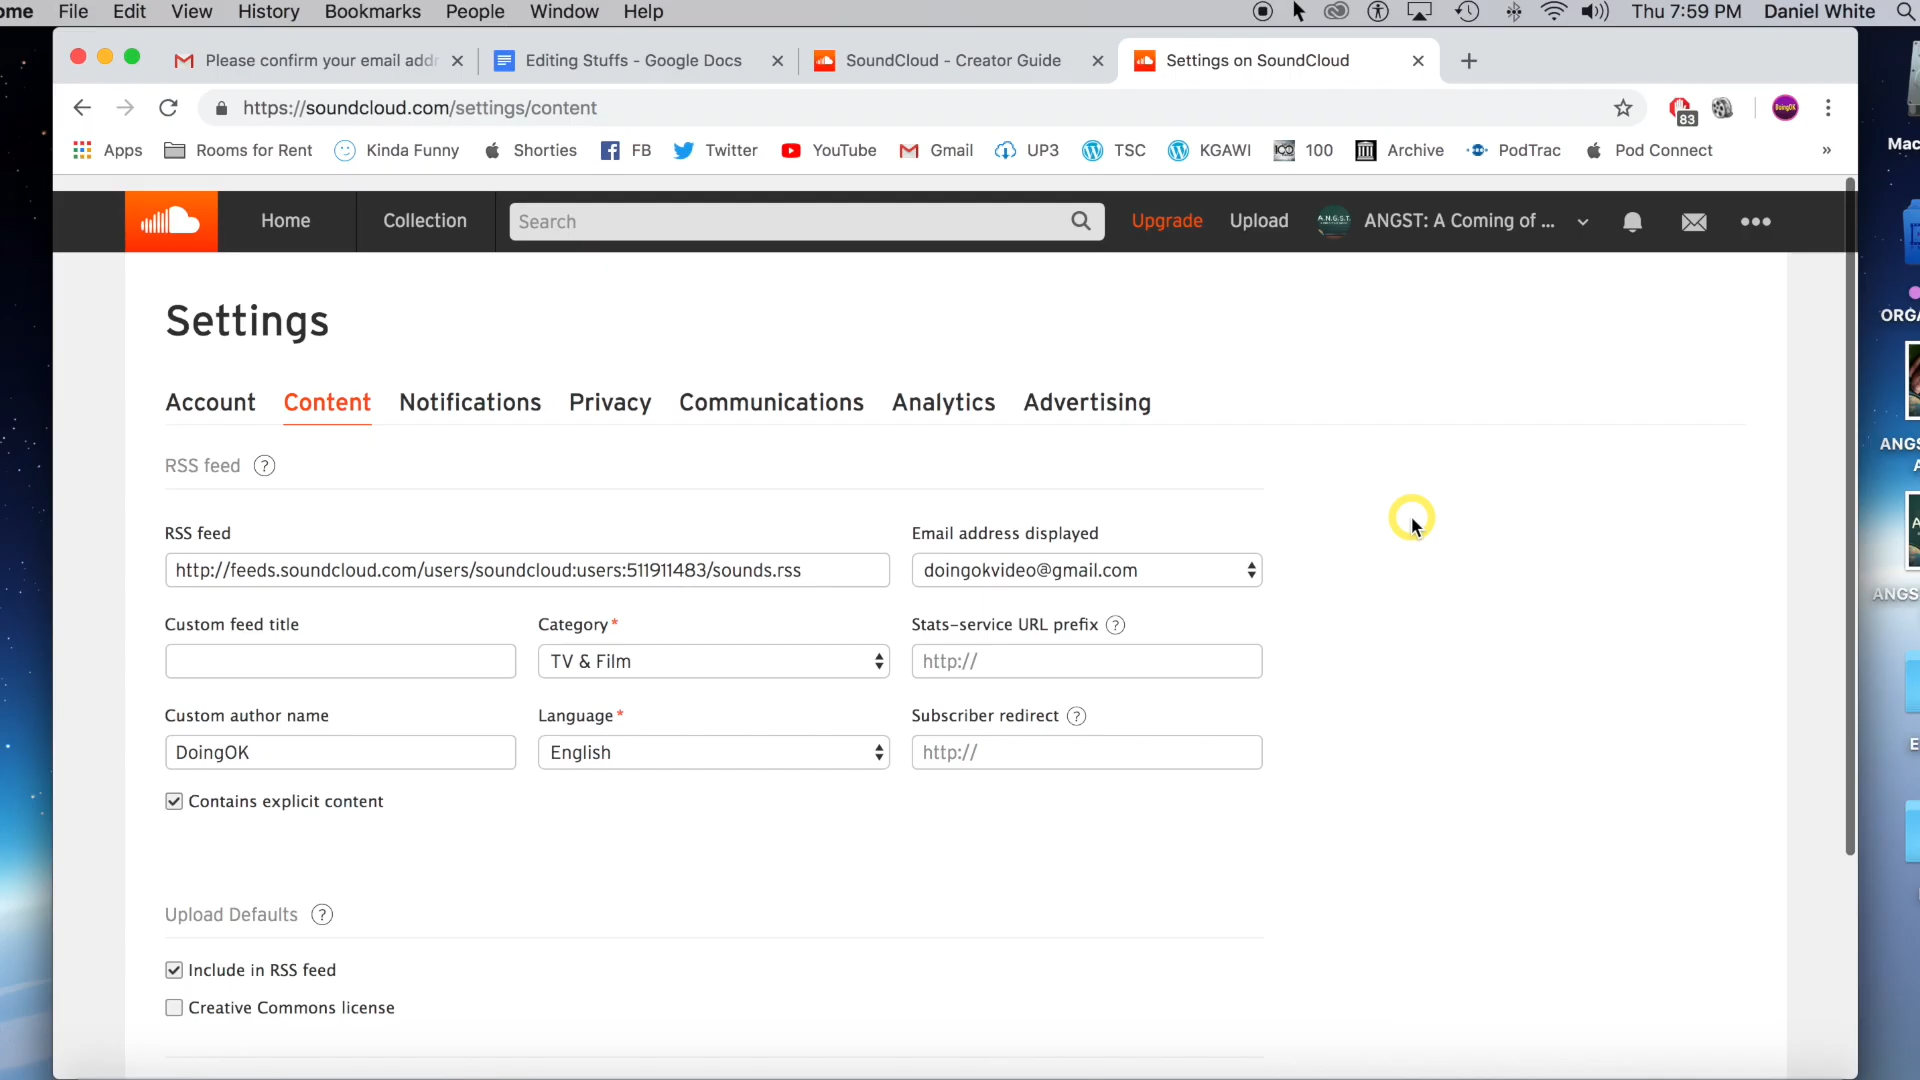 ome File Edit View History Bookmarks People Window Help Thu 7:59 PM Daniel White
Please confirm your email addr Editing Stuffs - Google Docs SoundCloud - Creator Guide Settings on SoundCloud
https://soundcloud.com/settings/content 83 DoingOK
Apps Rooms for Rent Kinda Funny Shorties FB Twitter YouTube Gmail UP3 TSC KGAWI 100 Archive PodTrac Pod Connect »
Home Collection Search Upgrade Upload A.N.G.S.T. ANGST: A Coming of ...
Settings
Account Content Notifications Privacy Communications Analytics Advertising
RSS feed ?
RSS feed Email address displayed
http://feeds.soundcloud.com/users/soundcloud:users:511911483/sounds.rss doingokvideo@gmail.com
Custom feed title Category* Stats-service URL prefix ?
TV & Film http://
Custom author name Language* Subscriber redirect ?
DoingOK English http://
Contains explicit content
Upload Defaults ?
Include in RSS feed
Creative Commons license
Mac
ORGA
ANGS
A
ANGS
E